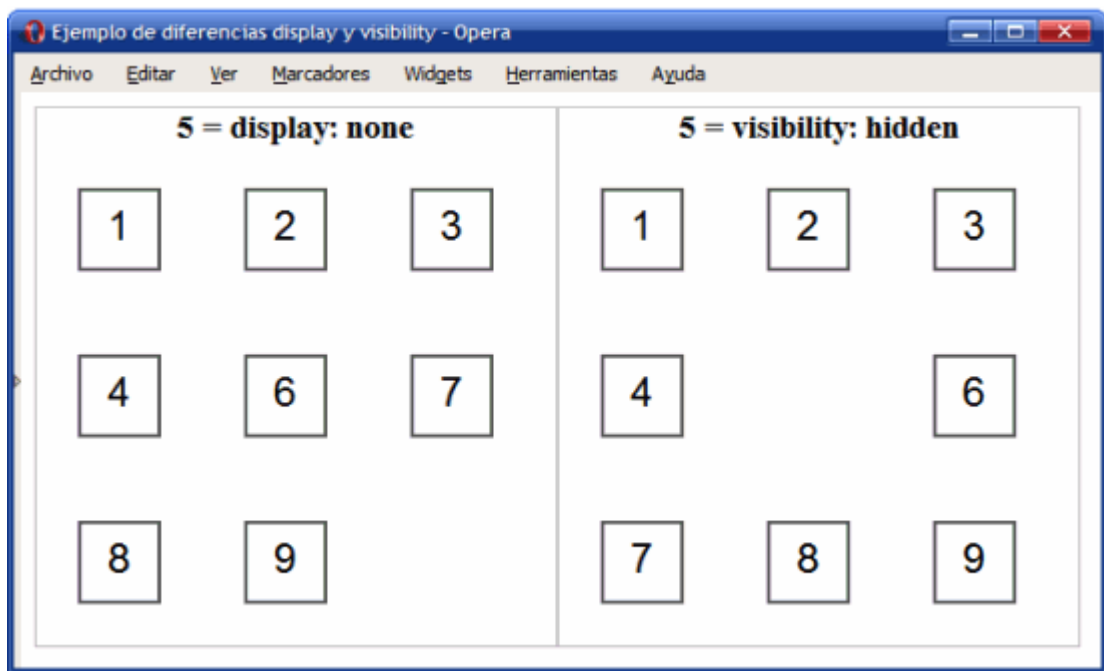 Ejemplo de diferencias display y visibility - Opera
Archivo Editar Ver Marcadores Widgets Herramientas Ayuda
5 = display: none
1 2 3
4 6 7
8 9
5 = visibility: hidden
1 2 3
4 6
7 8 9